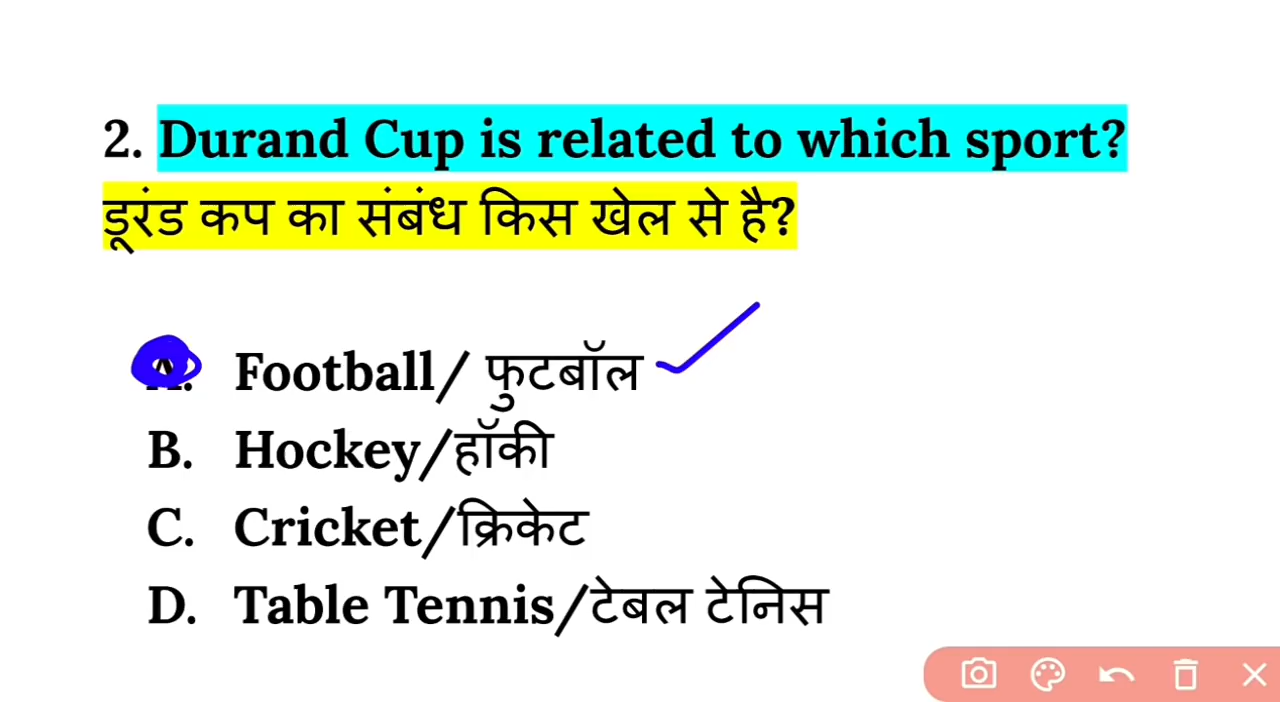 2. Durand Cup is related to which sport?
डूरंड कप का संबंध किस खेल से है?
A. Football/ फुटबॉल
B. Hockey/हॉकी
C. Cricket/क्रिकेट
D. Table Tennis/टेबल टेनिस